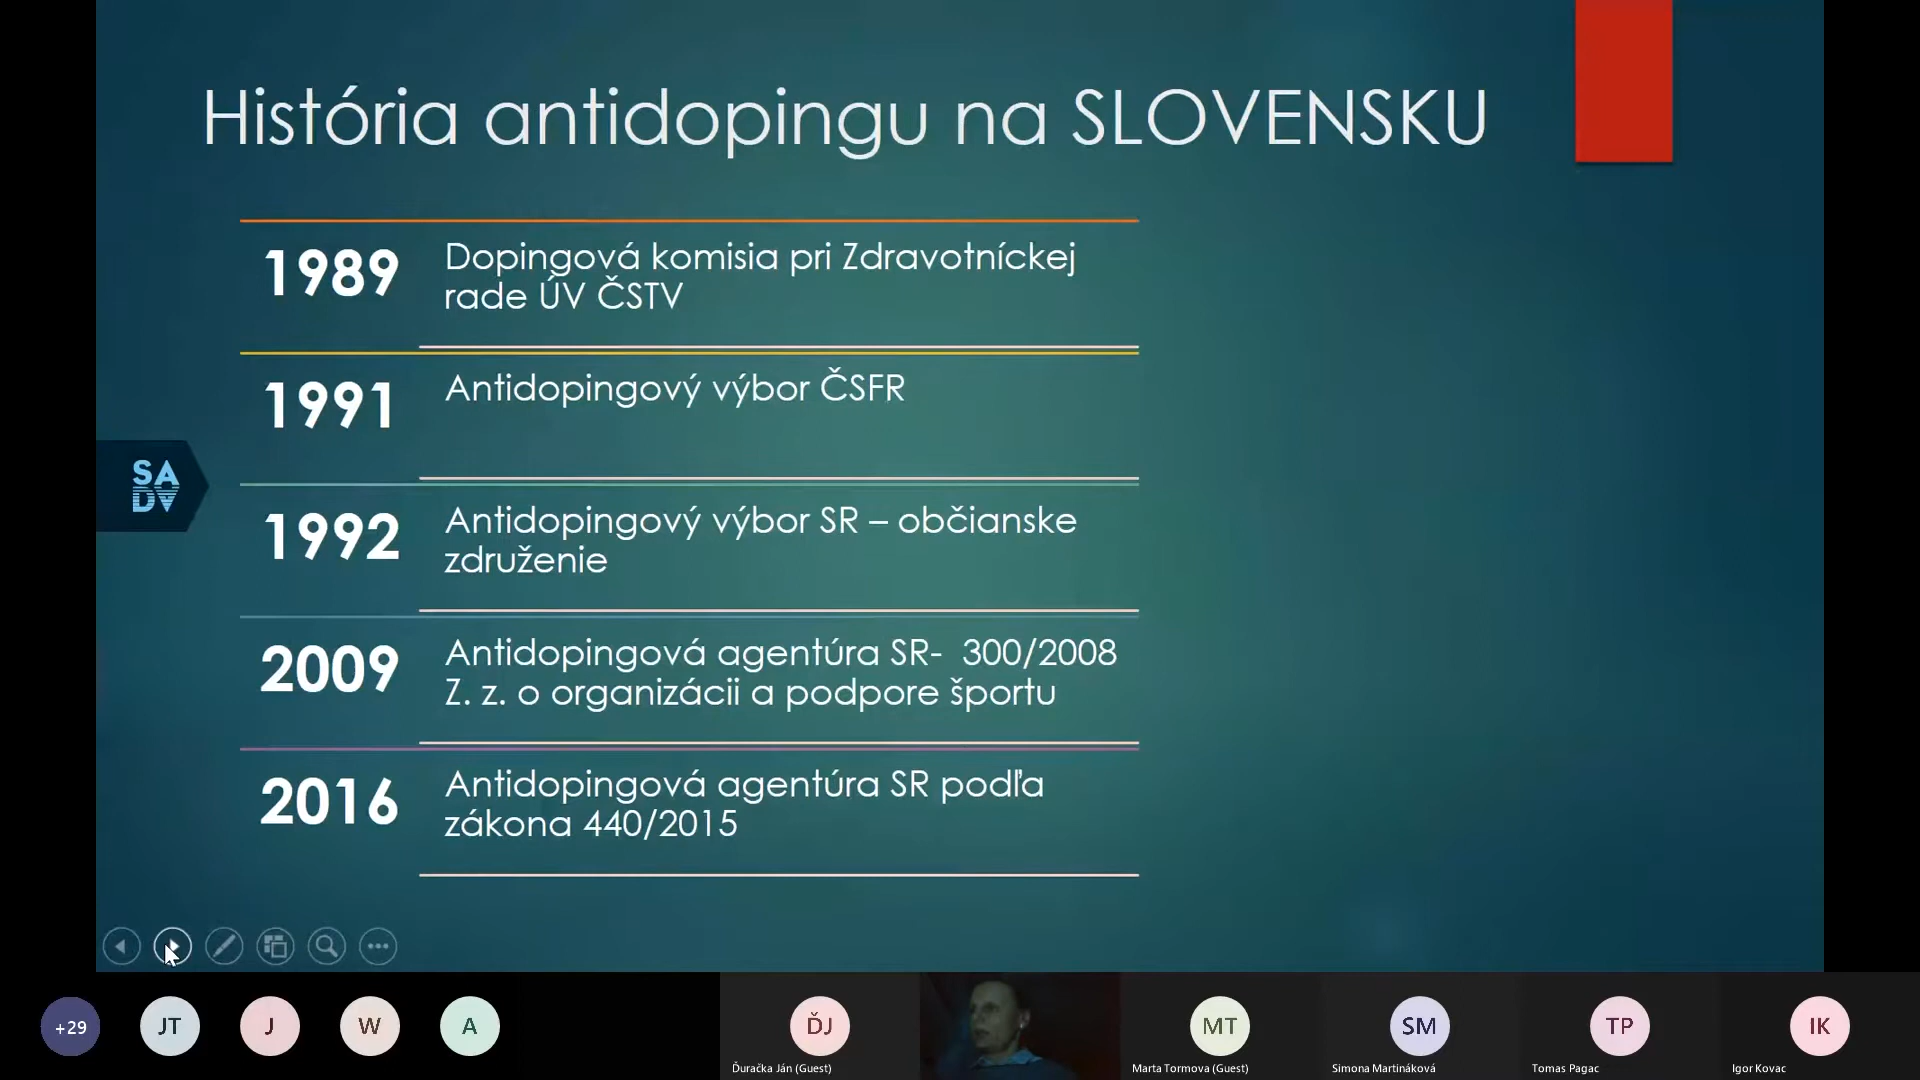 História antidopingu na SLOVENSKU
1989
Dopingová komisia pri Zdravotníckej
rade ÚV ČSTV
1991
Antidopingový výbor ČSFR
1992
Antidopingový výbor SR – občianske
združenie
2009
Antidopingová agentúra SR-  300/2008
Z. z. o organizácii a podpore športu
2016
Antidopingová agentúra SR podľa
zákona 440/2015
SA
DV
+29
JT
J
W
A
ĎJ
MT
SM
TP
IK
Ďuračka Ján (Guest)
Marta Tormova (Guest)
Simona Martináková
Tomas Pagac
Igor Kovac